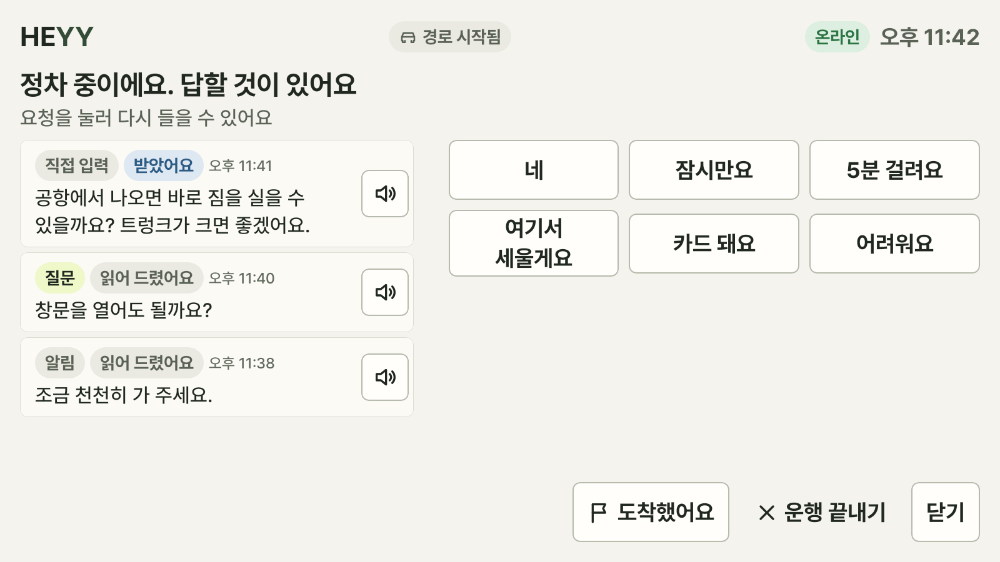 HEYY
경로 시작됨
온라인 오후 11:42
정차 중이에요. 답할 것이 있어요
요청을 눌러 다시 들을 수 있어요
직접 입력 받았어요 오후 11:41
공항에서 나오면 바로 짐을 실을 수
있을까요? 트렁크가 크면 좋겠어요.
질문 읽어 드렸어요 오후 11:40
창문을 열어도 될까요?
알림 읽어 드렸어요 오후 11:38
조금 천천히 가 주세요.
네
잠시만요
5분 걸려요
여기서
세울게요
카드 돼요
어려워요
도착했어요
운행 끝내기
닫기